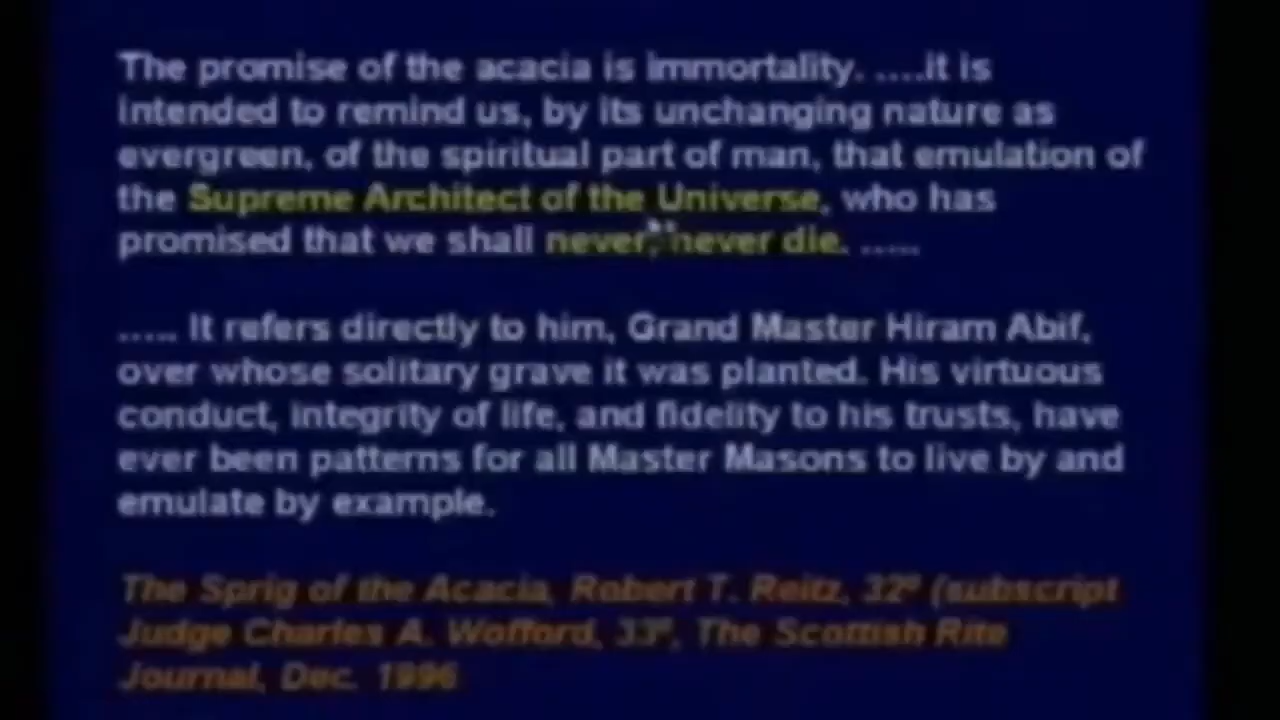 The promise of the acacia is immortality. .....it is
intended to remind us, by its unchanging nature as
evergreen, of the spiritual part of man, that emulation of
the Supreme Architect of the Universe, who has
promised that we shall never, never die. .....
..... It refers directly to him, Grand Master Hiram Abif,
over whose solitary grave it was planted. His virtuous
conduct, integrity of life, and fidelity to his trusts, have
ever been patterns for all Master Masons to live by and
emulate by example.
The Sprig of the Acacia, Robert T. Reitz, 32º (subscript
Judge Charles A. Wofford, 33º, The Scottish Rite
Journal, Dec. 1996